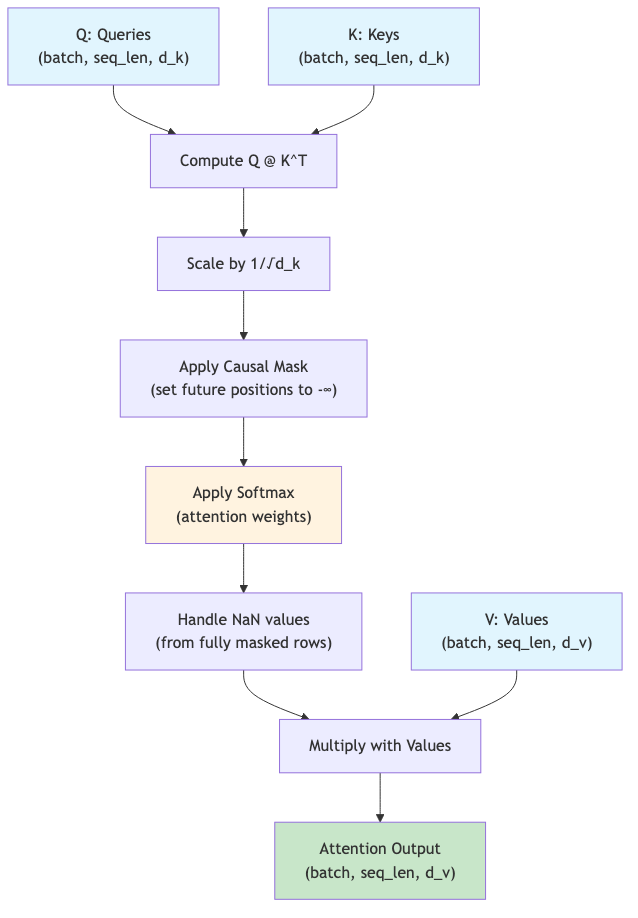 Q: Queries
(batch, seq_len, d_k)
K: Keys
(batch, seq_len, d_k)
Compute Q @ K^T
Scale by 1/√d_k
Apply Causal Mask
(set future positions to -∞)
Apply Softmax
(attention weights)
Handle NaN values
(from fully masked rows)
V: Values
(batch, seq_len, d_v)
Multiply with Values
Attention Output
(batch, seq_len, d_v)